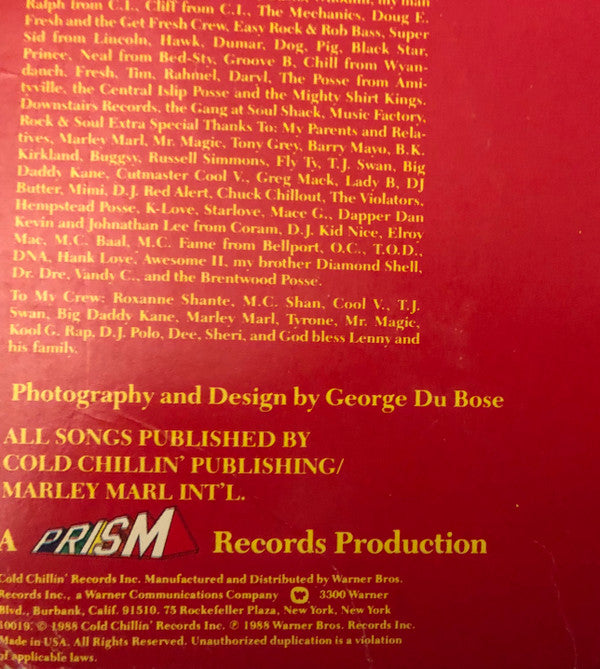 my man
Ralph from C.I., Cliff from C.I., The Mechanics, Doug E.
Fresh and the Get Fresh Crew, Easy Rock & Rob Bass, Super
Sid from Lincoln, Hawk, Dumar, Dog, Pig, Black Star,
Prince, Neal from Bed-Sty, Groove B, Chill from Wyan-
danch, Fresh, Tim, Rahmel, Daryl, The Posse from Ami-
tyville, the Central Islip Posse and the Mighty Shirt Kings.
Downstairs Records, the Gang at Soul Shack, Music Factory,
Rock & Soul Extra Special Thanks To: My Parents and Rela-
tives, Marley Marl, Mr. Magic, Tony Grey, Barry Mayo, B.K.
Kirkland, Buggsy, Russell Simmons, Fly Ty, T.J. Swan, Big
Daddy Kane, Cutmaster Cool V., Greg Mack, Lady B, DJ
Butter, Mimi, D.J. Red Alert, Chuck Chillout, The Violators,
Hempstead Posse, K-Love, Starlove, Mace G., Dapper Dan
Kevin and Johnathan Lee from Coram, D.J. Kid Nice, Elroy
Mac, M.C. Baal, M.C. Fame from Bellport, O.C., T.O.D.,
DNA, Hank Love, Awesome II, my brother Diamond Shell,
Dr. Dre, Vandy C., and the Brentwood Posse.
To My Crew: Roxanne Shante, M.C. Shan, Cool V., T.J.
Swan, Big Daddy Kane, Marley Marl, Tyrone, Mr. Magic,
Kool G. Rap, D.J. Polo, Dee, Sheri, and God bless Lenny and
his family.
Photography and Design by George Du Bose
ALL SONGS PUBLISHED BY
COLD CHILLIN' PUBLISHING/
MARLEY MARL INT'L.
A PRISM Records Production
Cold Chillin' Records Inc. Manufactured and Distributed by Warner Bros.
Records Inc., a Warner Communications Company 3300 Warner
Blvd., Burbank, Calif. 91510. 75 Rockefeller Plaza, New York, New York
10019. © 1988 Cold Chillin' Records Inc. ℗ 1988 Warner Bros. Records Inc.
Made in USA. All Rights Reserved. Unauthorized duplication is a violation
of applicable laws.